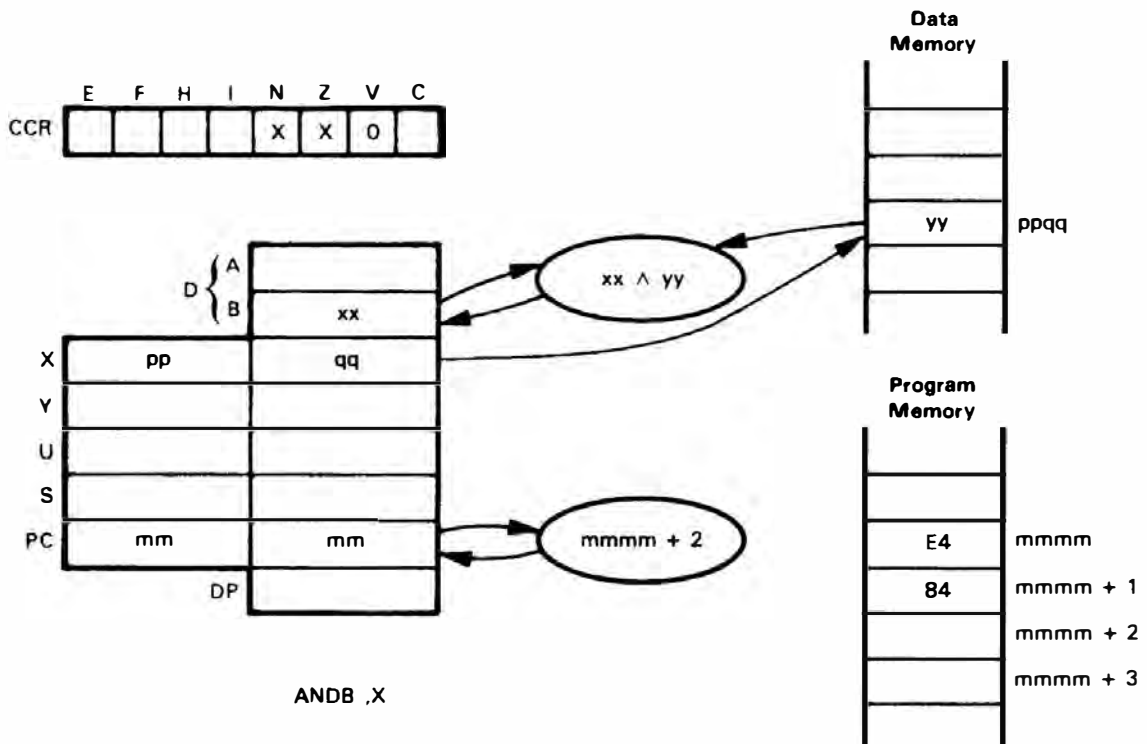 Data
Memory
E F H I N Z V C
CCR X X 0
yy ppqq
D { A
B xx
xx ∧ yy
X pp qq
Y
U
S
PC mm mm
mmmm + 2
DP
Program
Memory
E4 mmmm
84 mmmm + 1
mmmm + 2
mmmm + 3
ANDB ,X